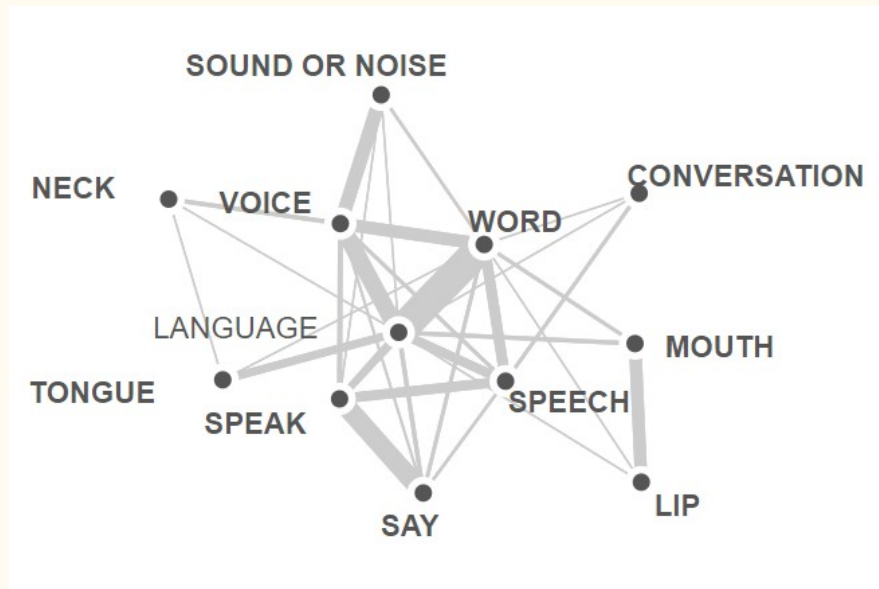 SOUND OR NOISE
CONVERSATION
NECK
VOICE
WORD
LANGUAGE
MOUTH
TONGUE
SPEAK
SPEECH
LIP
SAY